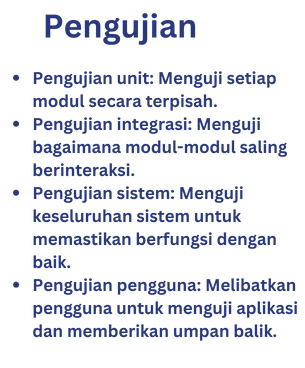 Pengujian
• Pengujian unit: Menguji setiap
modul secara terpisah.
• Pengujian integrasi: Menguji
bagaimana modul-modul saling
berinteraksi.
• Pengujian sistem: Menguji
keseluruhan sistem untuk
memastikan berfungsi dengan
baik.
• Pengujian pengguna: Melibatkan
pengguna untuk menguji aplikasi
dan memberikan umpan balik.